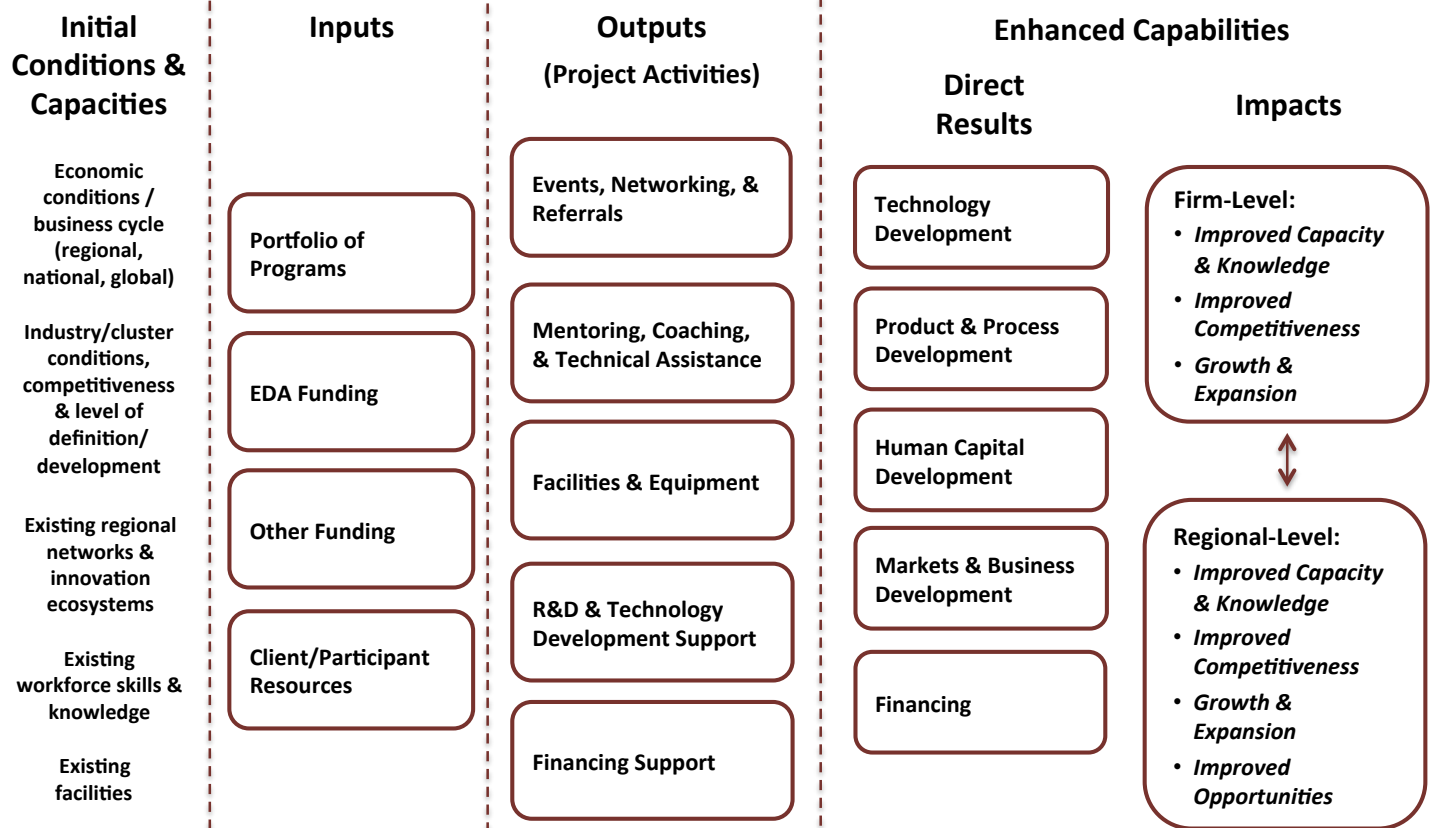 Initial
Conditions &
Capacities
Economic
conditions /
business cycle
(regional,
national, global)
Industry/cluster
conditions,
competitiveness
& level of
definition/
development
Existing regional
networks &
innovation
ecosystems
Existing
workforce skills &
knowledge
Existing
facilities
Inputs
Portfolio of
Programs
EDA Funding
Other Funding
Client/Participant
Resources
Outputs
(Project Activities)
Events, Networking, &
Referrals
Mentoring, Coaching,
& Technical Assistance
Facilities & Equipment
R&D & Technology
Development Support
Financing Support
Enhanced Capabilities
Direct
Results
Technology
Development
Product & Process
Development
Human Capital
Development
Markets & Business
Development
Financing
Impacts
Firm-Level:
• Improved Capacity
& Knowledge
• Improved
Competitiveness
• Growth &
Expansion
Regional-Level:
• Improved Capacity
& Knowledge
• Improved
Competitiveness
• Growth &
Expansion
• Improved
Opportunities